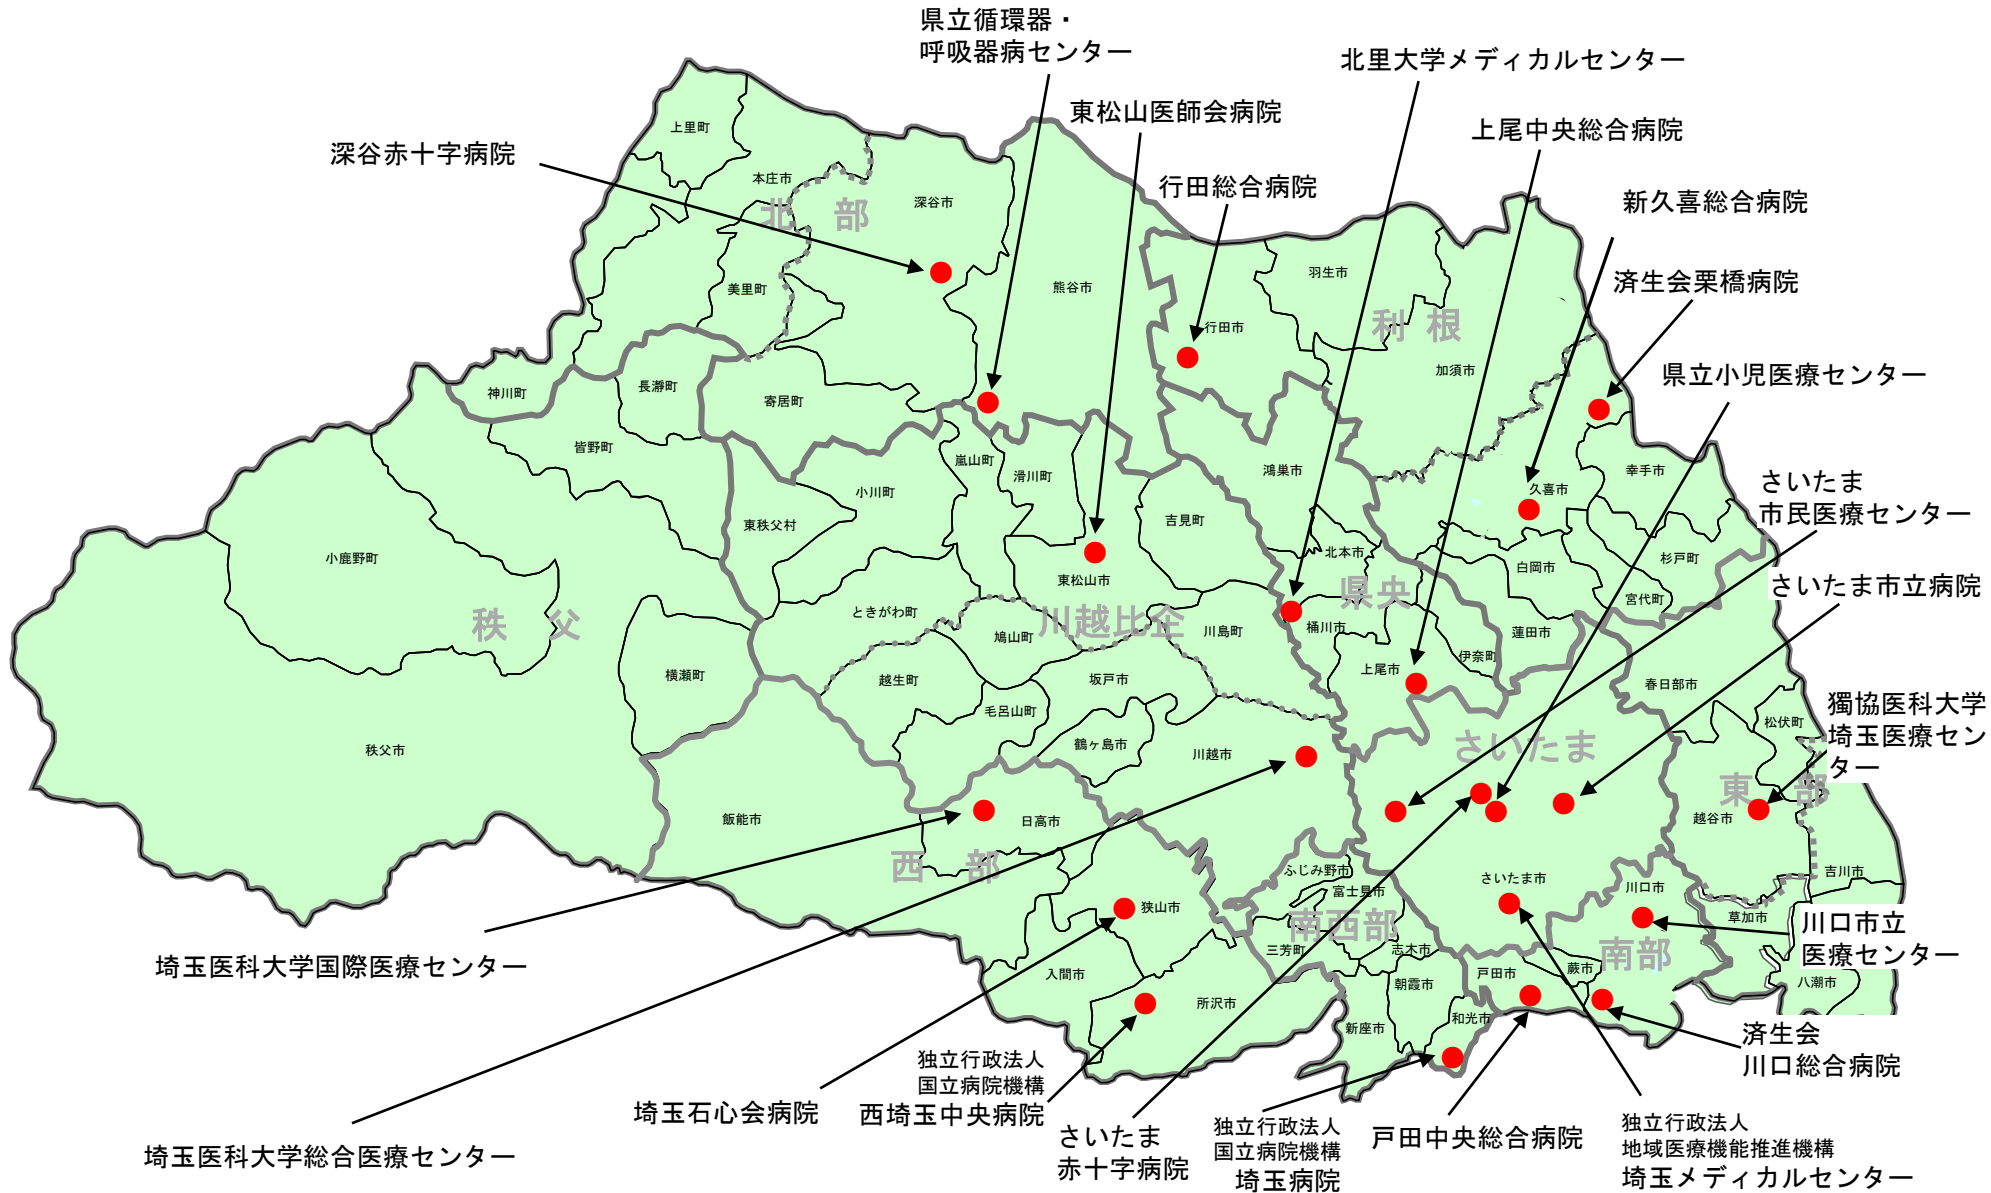 県立循環器・
呼吸器病センター
北里大学メディカルセンター
東松山医師会病院
上尾中央総合病院
深谷赤十字病院
行田総合病院
新久喜総合病院
済生会栗橋病院
県立小児医療センター
さいたま
市民医療センター
さいたま市立病院
獨協医科大学
埼玉医療セン
ター
川口市立
医療センター
済生会
川口総合病院
独立行政法人
地域医療機能推進機構
埼玉メディカルセンター
戸田中央総合病院
独立行政法人
国立病院機構
埼玉病院
さいたま
赤十字病院
独立行政法人
国立病院機構
西埼玉中央病院
埼玉石心会病院
埼玉医科大学国際医療センター
埼玉医科大学総合医療センター
北 部
利 根
秩 父
県央
川越比企
さいたま
東 部
西 部
南西部
南部
上里町
本庄市
深谷市
熊谷市
美里町
神川町
長瀞町
寄居町
皆野町
羽生市
行田市
加須市
鴻巣市
久喜市
幸手市
杉戸町
白岡市
宮代町
蓮田市
嵐山町
滑川町
小川町
東秩父村
吉見町
小鹿野町
東松山市
ときがわ町
鳩山町
川島町
北本市
桶川市
上尾市
伊奈町
春日部市
松伏町
横瀬町
越生町
毛呂山町
坂戸市
鶴ヶ島市
川越市
秩父市
飯能市
日高市
狭山市
入間市
所沢市
ふじみ野市
富士見市
三芳町
志木市
朝霞市
新座市
和光市
さいたま市
戸田市
蕨市
川口市
越谷市
草加市
吉川市
八潮市